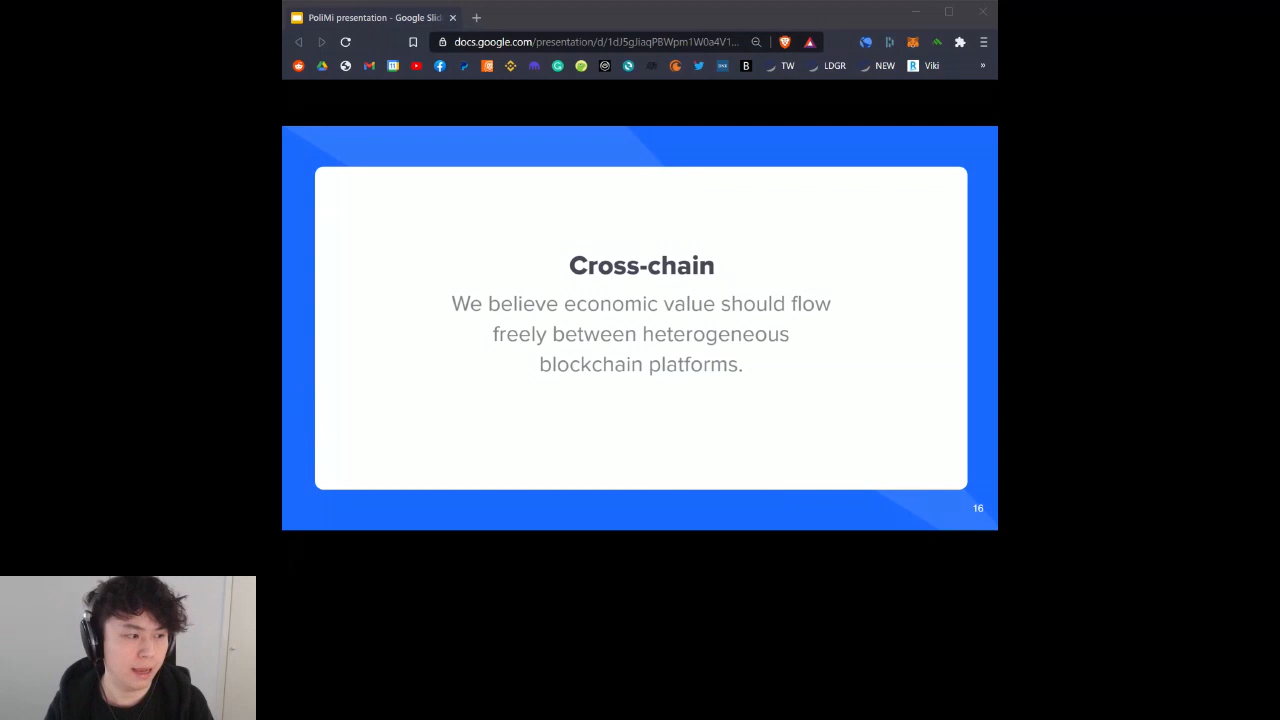 PoliMi presentation - Google Slid
docs.google.com/presentation/d/1dJ5gJiaqPBWpm1W0a4V1...
TW
LDGR
NEW
Viki
Cross-chain
We believe economic value should flow
freely between heterogeneous
blockchain platforms.
16